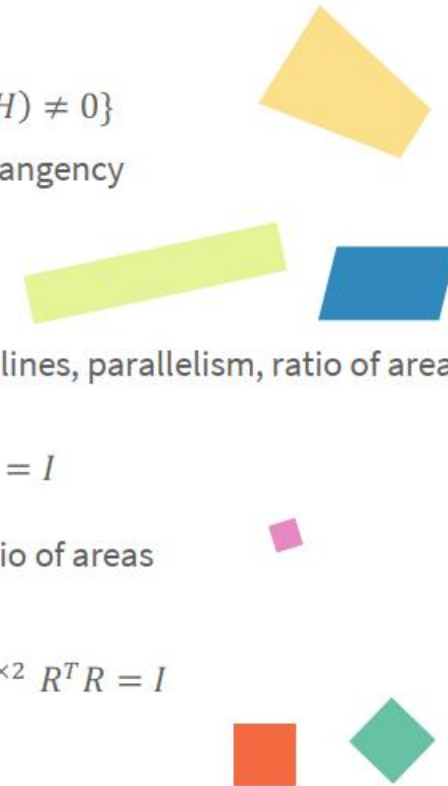 H) ≠ 0}
angency
lines, parallelism, ratio of area
= I
io of areas
×2 RᵀR = I